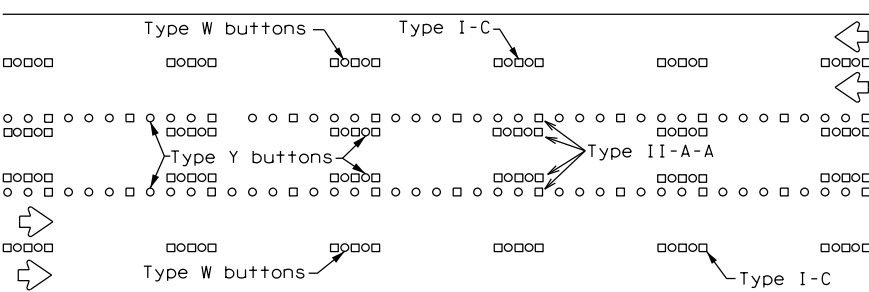 Type W buttons
Type I-C
Type Y buttons
Type II-A-A
Type W buttons
Type I-C